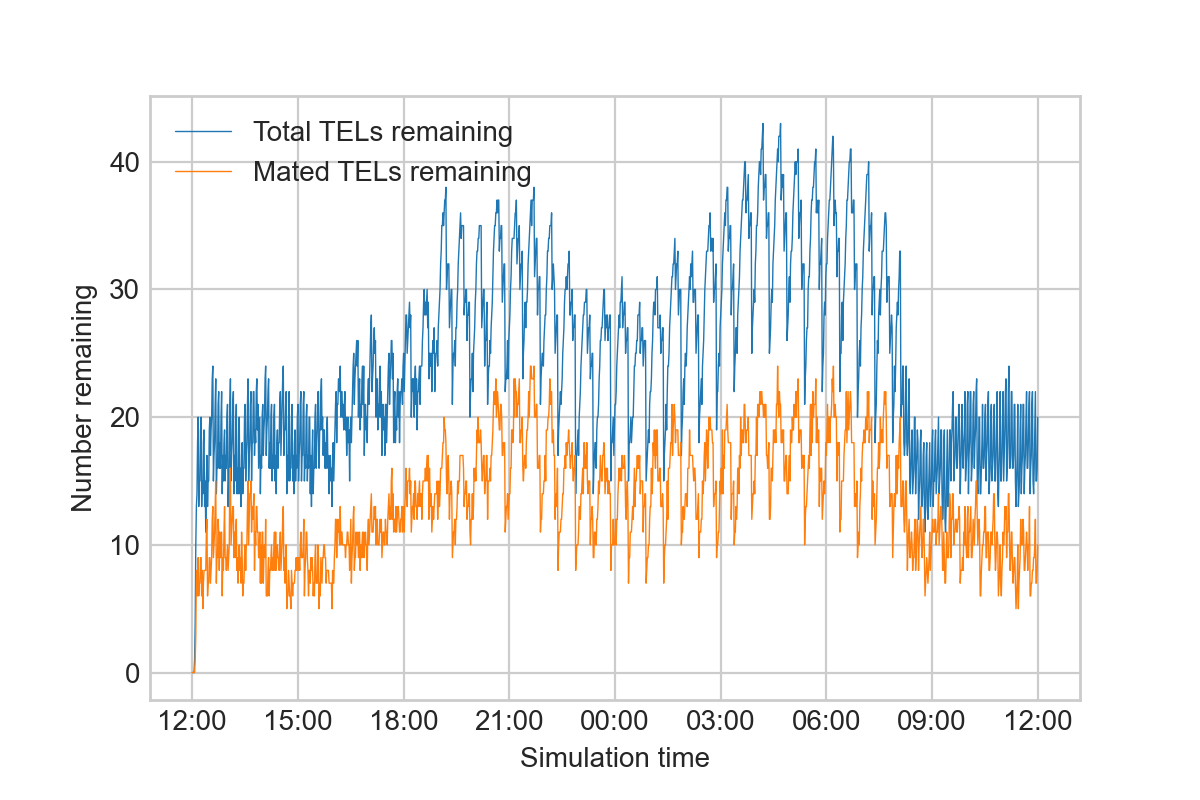 Total TELs remaining
Mated TELs remaining
Number remaining
40
30
20
10
0
12:00 15:00 18:00 21:00 00:00 03:00 06:00 09:00 12:00
Simulation time